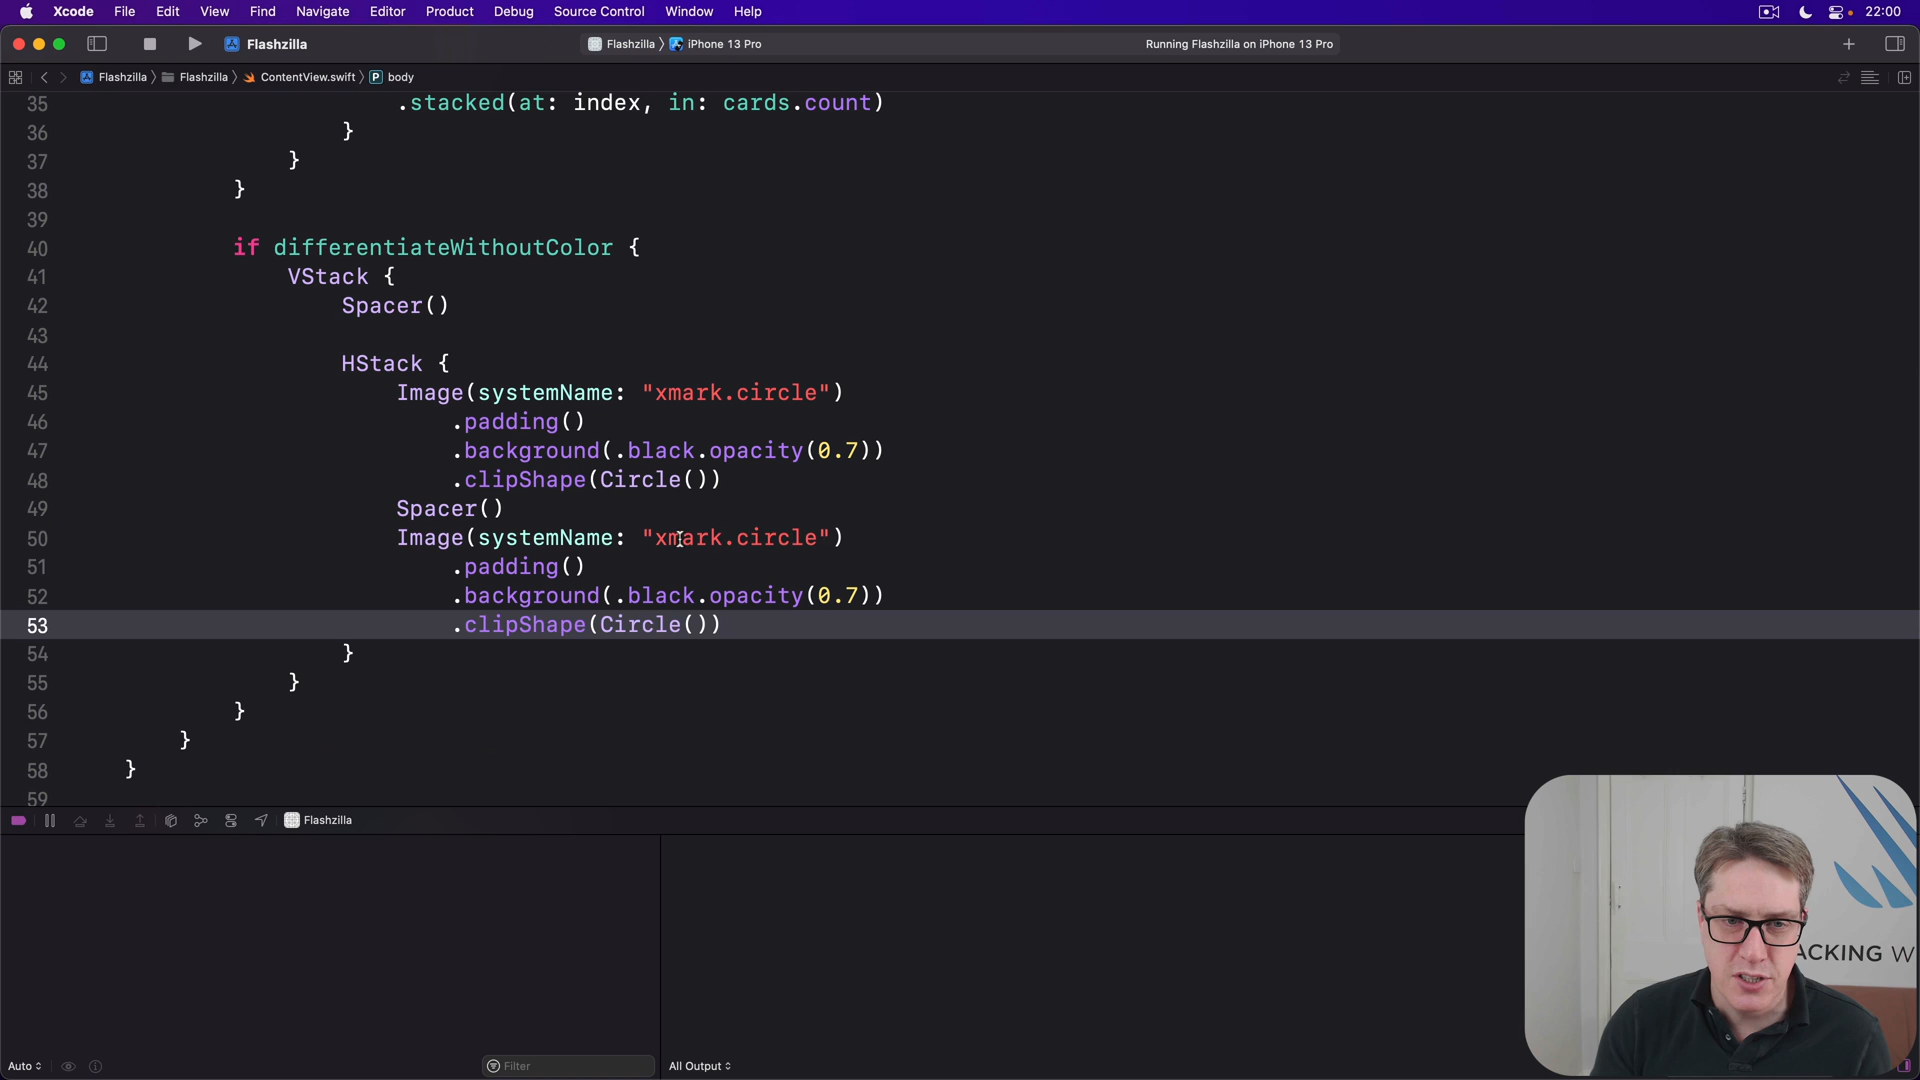 Xcode File Edit View Find Navigate Editor Product Debug Source Control Window Help 22:00
Flashzilla Flashzilla iPhone 13 Pro Running Flashzilla on iPhone 13 Pro
Flashzilla Flashzilla ContentView.swift P body
35 .stacked(at: index, in: cards.count)
36 }
37 }
38 }
39
40 if differentiateWithoutColor {
41 VStack {
42 Spacer()
43
44 HStack {
45 Image(systemName: "xmark.circle")
46 .padding()
47 .background(.black.opacity(0.7))
48 .clipShape(Circle())
49 Spacer()
50 Image(systemName: "xmark.circle")
51 .padding()
52 .background(.black.opacity(0.7))
53 .clipShape(Circle())
54 }
55 }
56 }
57 }
58 }
59
Flashzilla
ACKING W
Auto Filter All Output